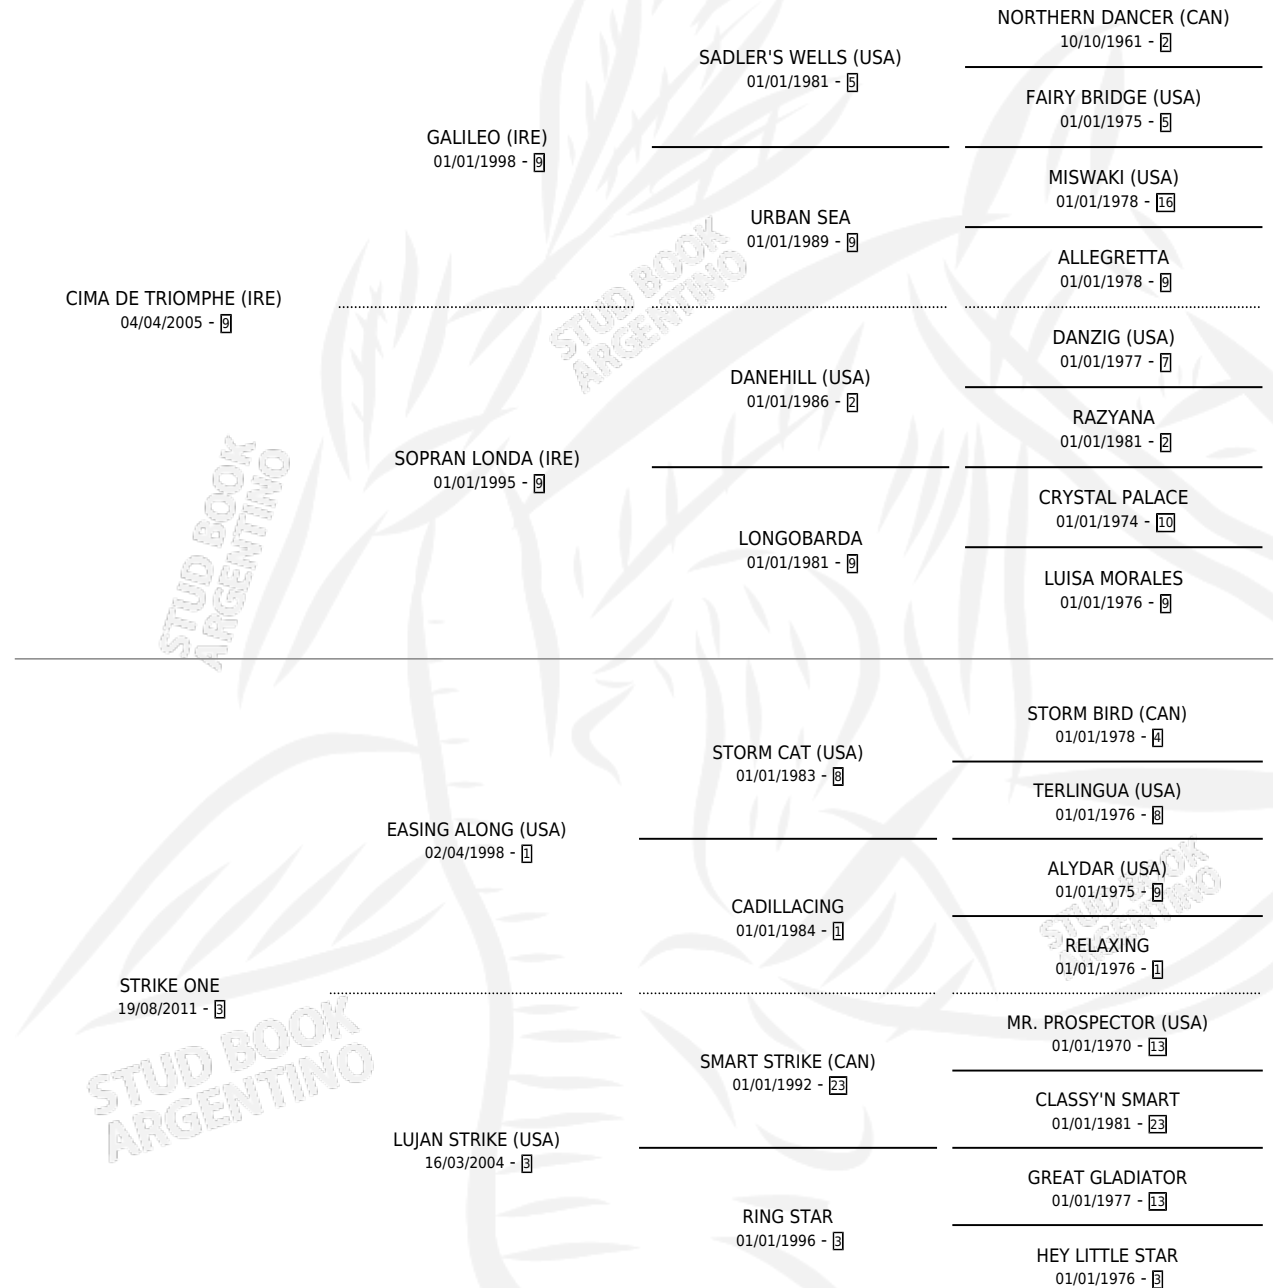 NORTHERN DANCER (CAN)
10/10/1961 - 2
SADLER'S WELLS (USA)
01/01/1981 - 5
FAIRY BRIDGE (USA)
01/01/1975 - 5
GALILEO (IRE)
01/01/1998 - 9
MISWAKI (USA)
01/01/1978 - 16
URBAN SEA
01/01/1989 - 9
ALLEGRETTA
01/01/1978 - 9
CIMA DE TRIOMPHE (IRE)
04/04/2005 - 9
STUD BOOK
ARGENTINO
DANZIG (USA)
01/01/1977 - 7
DANEHILL (USA)
01/01/1986 - 2
RAZYANA
01/01/1981 - 2
SOPRAN LONDA (IRE)
01/01/1995 - 9
CRYSTAL PALACE
01/01/1974 - 10
LONGOBARDA
01/01/1981 - 9
LUISA MORALES
01/01/1976 - 9
STUD BOOK
ARGENTINO
STORM BIRD (CAN)
01/01/1978 - 4
STORM CAT (USA)
01/01/1983 - 8
TERLINGUA (USA)
01/01/1976 - 8
EASING ALONG (USA)
02/04/1998 - 1
ALYDAR (USA)
01/01/1975 - 9
CADILLACING
01/01/1984 - 1
RELAXING
01/01/1976 - 1
STUD BOOK
ARGENTINO
STRIKE ONE
19/08/2011 - 3
MR. PROSPECTOR (USA)
01/01/1970 - 13
SMART STRIKE (CAN)
01/01/1992 - 23
CLASSY'N SMART
01/01/1981 - 23
STUD BOOK
ARGENTINO
LUJAN STRIKE (USA)
16/03/2004 - 3
GREAT GLADIATOR
01/01/1977 - 13
RING STAR
01/01/1996 - 3
HEY LITTLE STAR
01/01/1976 - 3